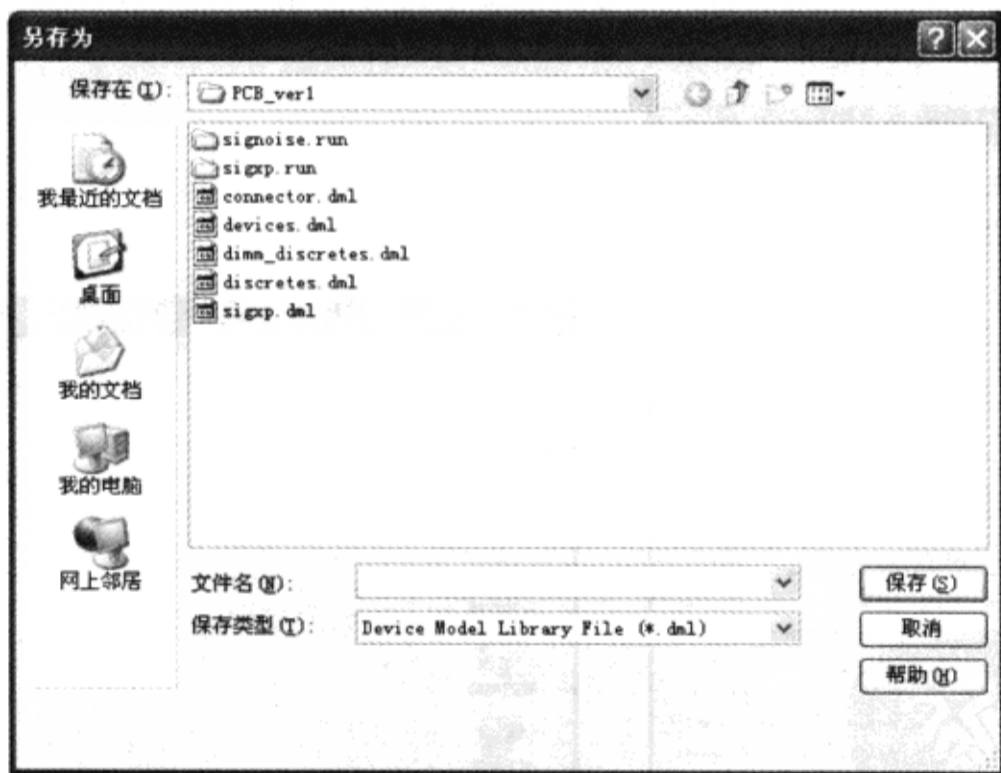 另存为
保存在(I):
PCB_ver1
我最近的文档
桌面
我的文档
我的电脑
网上邻居
signoise.run
sigxp.run
connector.dml
devices.dml
dimm_discretes.dml
discretes.dml
sigxp.dml
文件名(N):
保存(S)
保存类型(T):
Device Model Library File (*.dml)
取消
帮助(H)